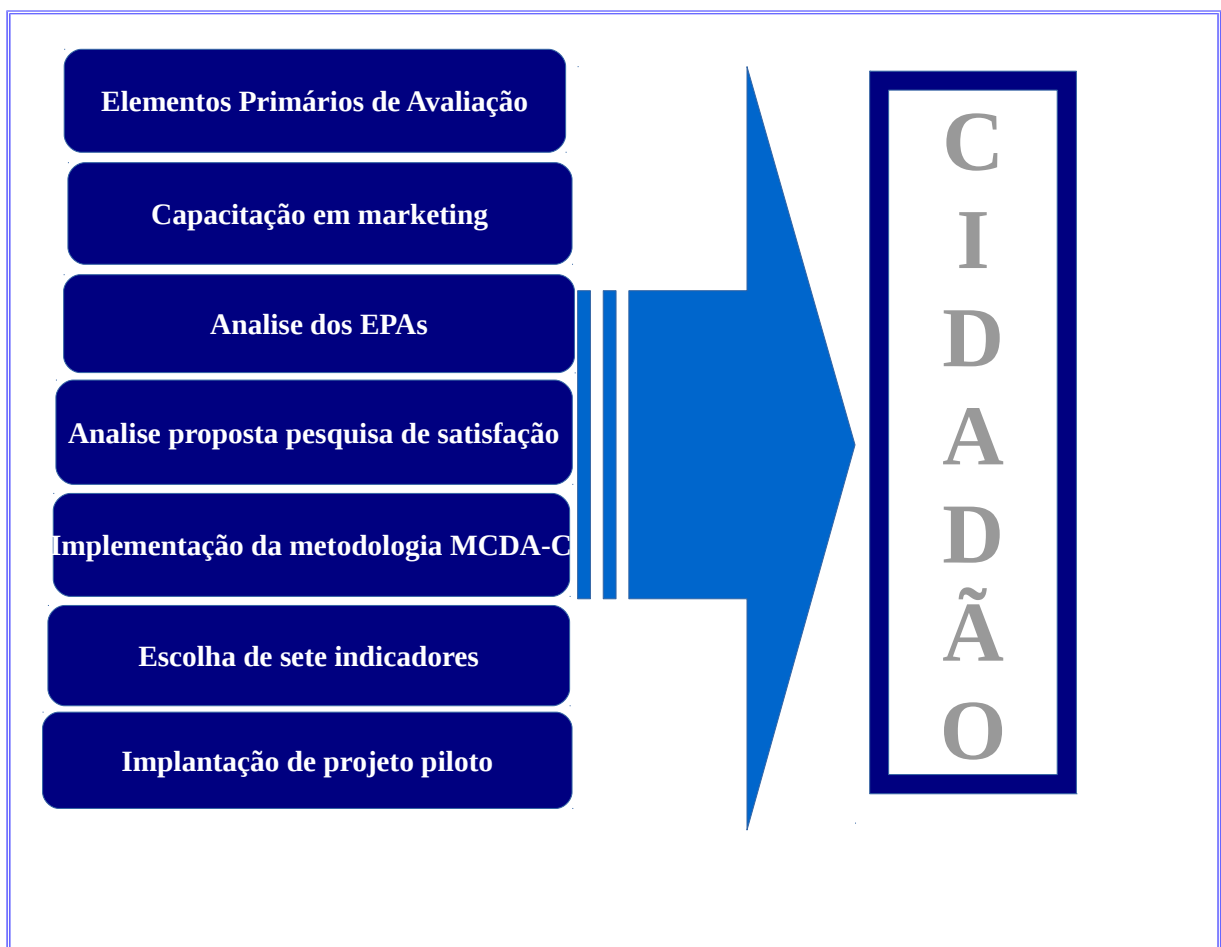 Elementos Primários de Avaliação
Capacitação em marketing
Analise dos EPAs
Analise proposta pesquisa de satisfação
Implementação da metodologia MCDA-C
Escolha de sete indicadores
Implantação de projeto piloto
C
I
D
A
D
Ã
O